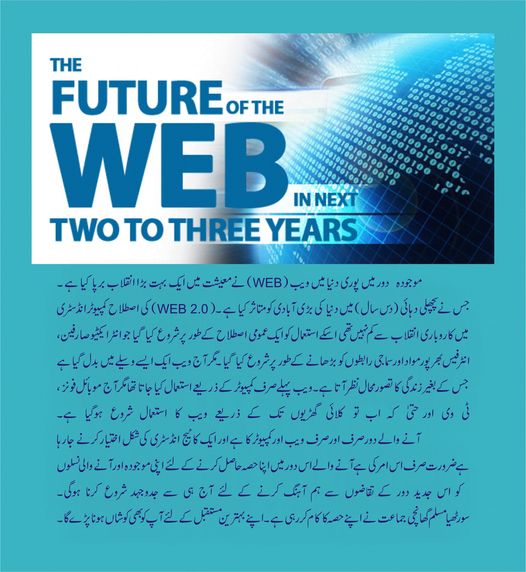 THE
FUTURE OF THE
WEB
IN NEXT
TWO TO THREE YEARS
موجودہ دور میں پوری دنیا میں ویب (WEB) نے معیشت میں ایک بہت بڑا انقلاب برپا کیا ہے ۔
جس نے پچھلی دہائی (دس سال) میں دنیا کی بڑی آبادی کو متاثر کیا ہے۔ (WEB 2.0) کی اصطلاح کمپیوٹر انڈسٹری
میں کاروباری انقلاب سے کم نہیں تھی اسکے استعمال کو ایک عمومی اصطلاح کے طور پر شروع کیا گیا جو انٹرایکٹیو صارفین،
انٹرفیس بھرپور مواد اور سماجی رابطوں کو بڑھانے کے طور پر شروع کیا گیا۔ مگر آج ویب ایک ایسے وسیلے میں بدل گیا ہے
جس کے بغیر زندگی کا تصور محال نظر آتا ہے۔ ویب پہلے صرف کمپیوٹر کے ذریعے استعمال کیا جاتا تھا مگر آج موبائل فونز ،
ٹی وی اور حتیٰ کہ اب تو کلائی گھڑیوں تک کے ذریعے ویب کا استعمال شروع ہوگیا ہے۔
آنے والے دور صرف اور صرف ویب اور کمپیوٹر کا ہے اور ایک کاٹیج انڈسٹری کی شکل اختیار کرنے جارہا
ہے ضرورت صرف اس امر کی ہے آنے والے اس دور میں اپنا حصہ حاصل کرنے کے لئے اپنی موجودہ اور آنے والی نسلوں
کو اس جدید دور کے تقاضوں سے ہم آہنگ کرنے کے لئے آج ہی سے جدوجہد شروع کرنا ہوگی۔
سورٹھیا مسلم گھانچی جماعت نے اپنے حصہ کا کام کر رہی ہے۔ اپنے بہترین مستقبل کے لئے آپ کو بھی کوشاں ہونا پڑے گا۔